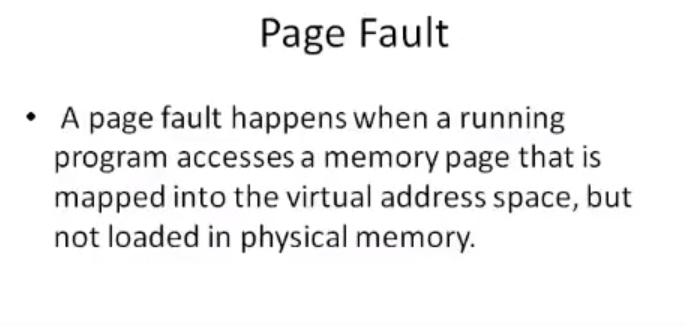 Page Fault
• A page fault happens when a running
program accesses a memory page that is
mapped into the virtual address space, but
not loaded in physical memory.